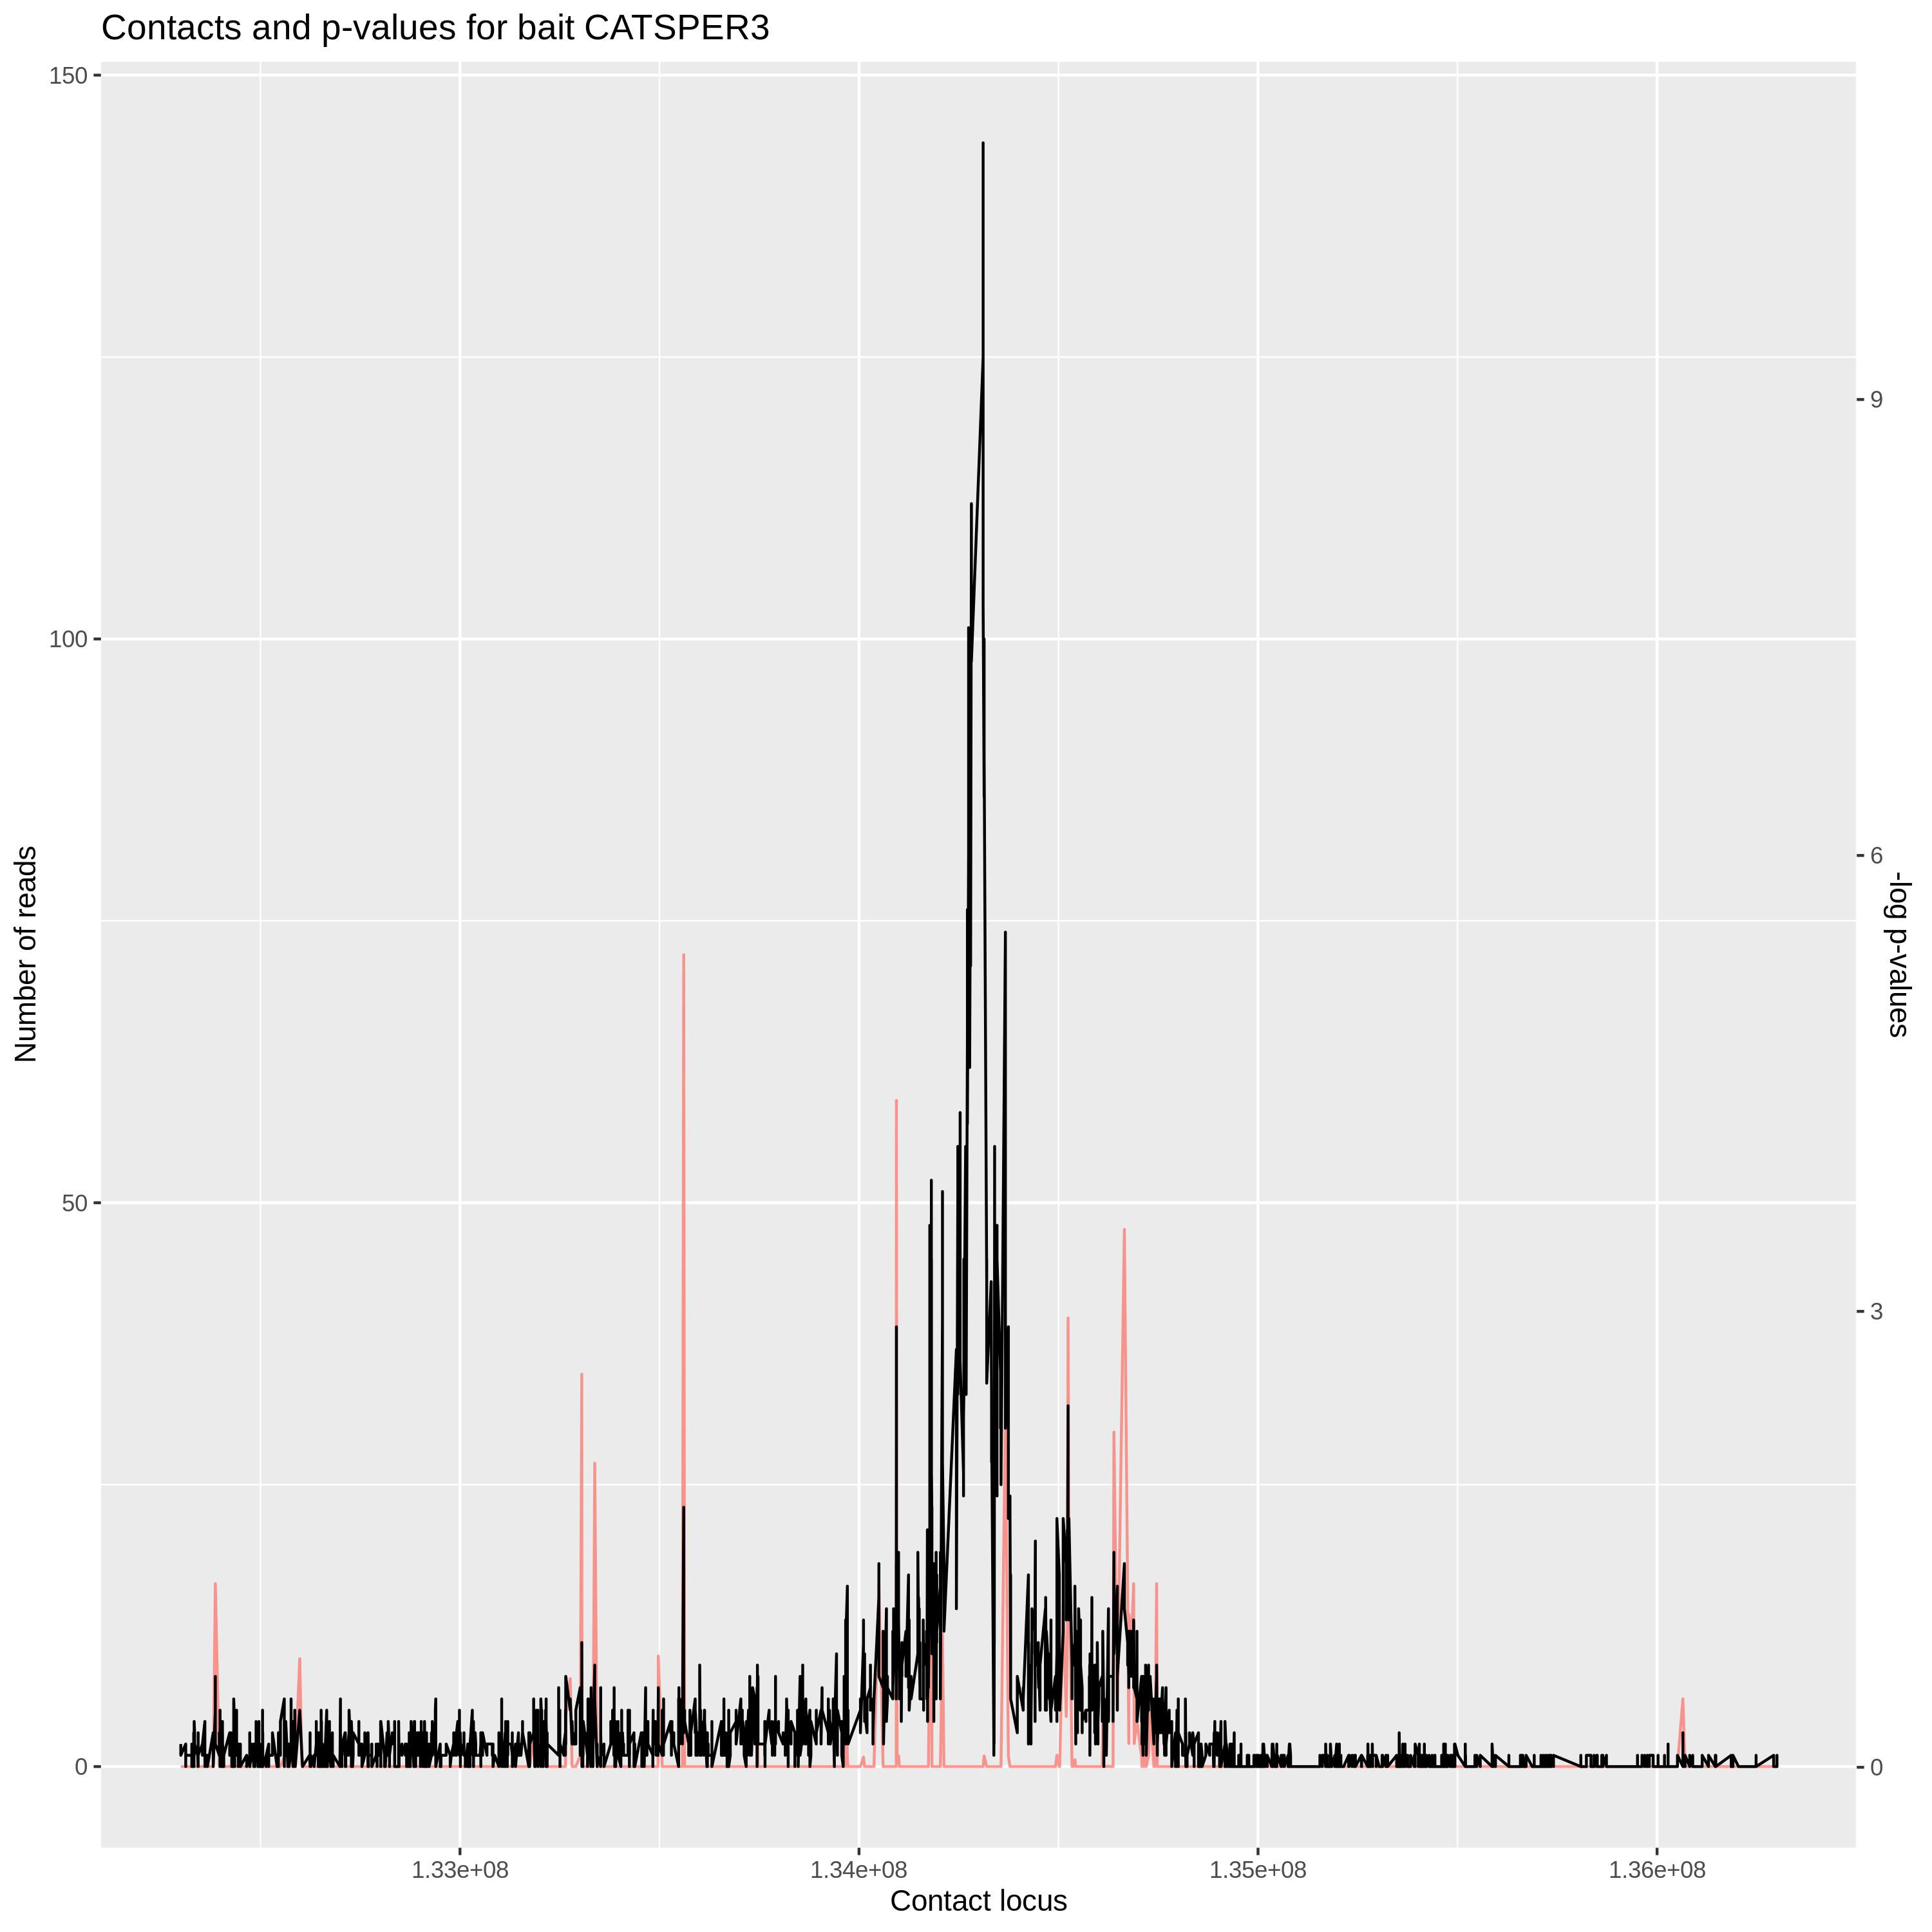 Contacts and p-values for bait CATSPER3
150
100
50
0
Number of reads
9
6
3
0
-log p-values
1.33e+08
1.34e+08
1.35e+08
1.36e+08
Contact locus